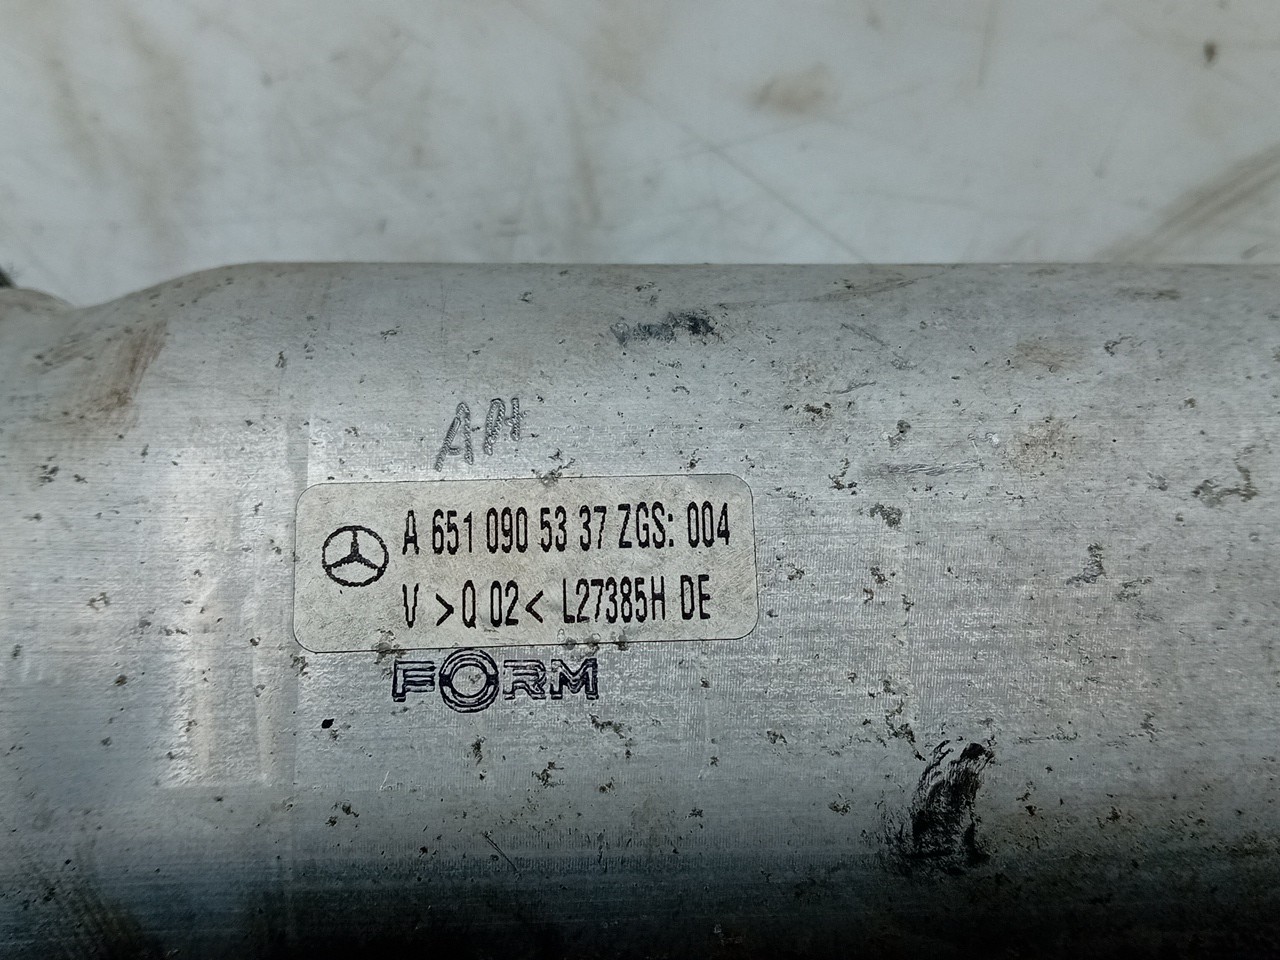 AH
A 651 090 53 37 ZGS: 004
V >Q 02< L27385H DE
FORM